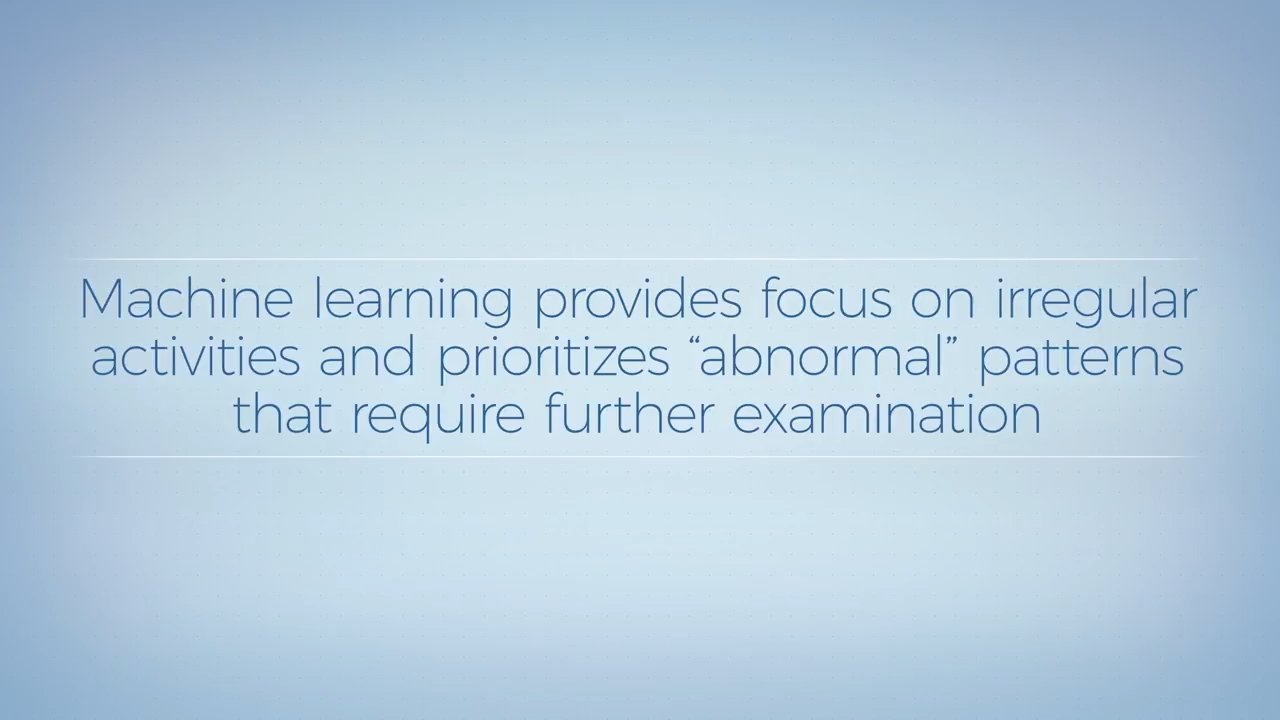 Machine learning provides focus on irregular
activities and prioritizes “abnormal” patterns
that require further examination